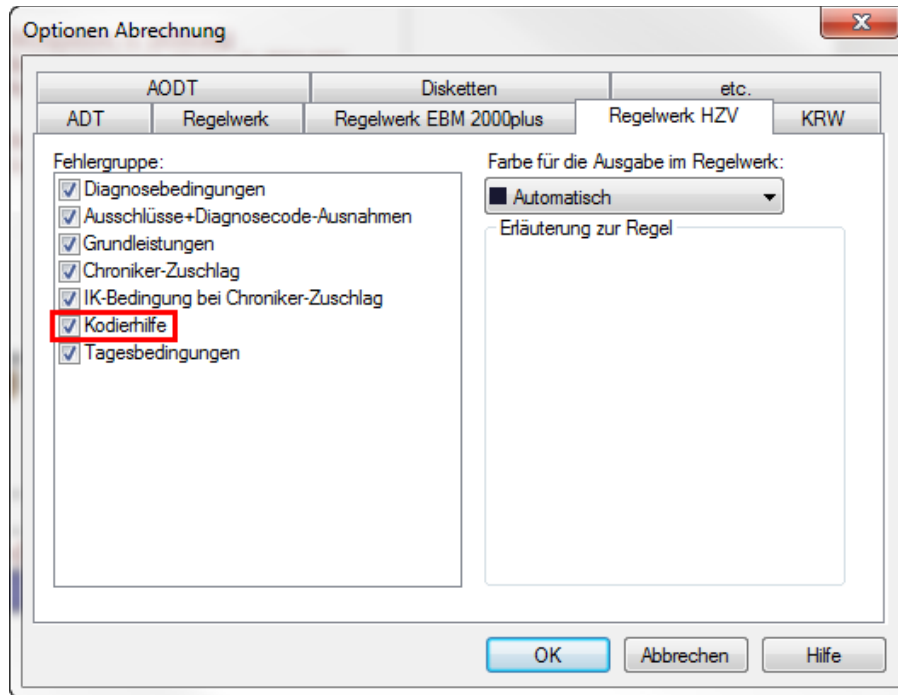 Optionen Abrechnung
AODT
Disketten
etc.
ADT
Regelwerk
Regelwerk EBM 2000plus
Regelwerk HZV
KRW
Fehlergruppe:
Diagnosebedingungen
Ausschlüsse+Diagnosecode-Ausnahmen
Grundleistungen
Chroniker-Zuschlag
IK-Bedingung bei Chroniker-Zuschlag
Kodierhilfe
Tagesbedingungen
Farbe für die Ausgabe im Regelwerk:
Automatisch
Erläuterung zur Regel
OK
Abbrechen
Hilfe